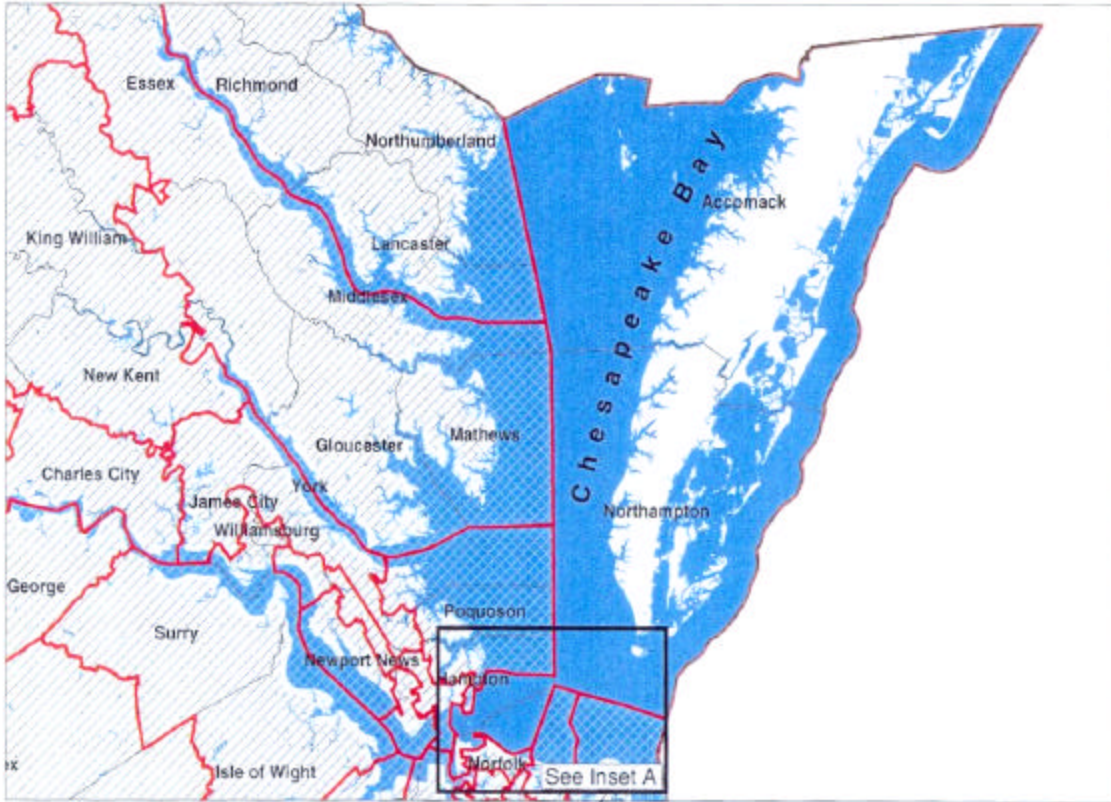 Essex
Richmond
Northumberland
Chesapeake Bay
Accomack
King William
Lancaster
Middlesex
New Kent
Gloucester
Mathews
Charles City
York
James City
Williamsburg
Northampton
George
Surry
Poquoson
Newport News
Hampton
Norfolk
Isle of Wight
See Inset A
ex